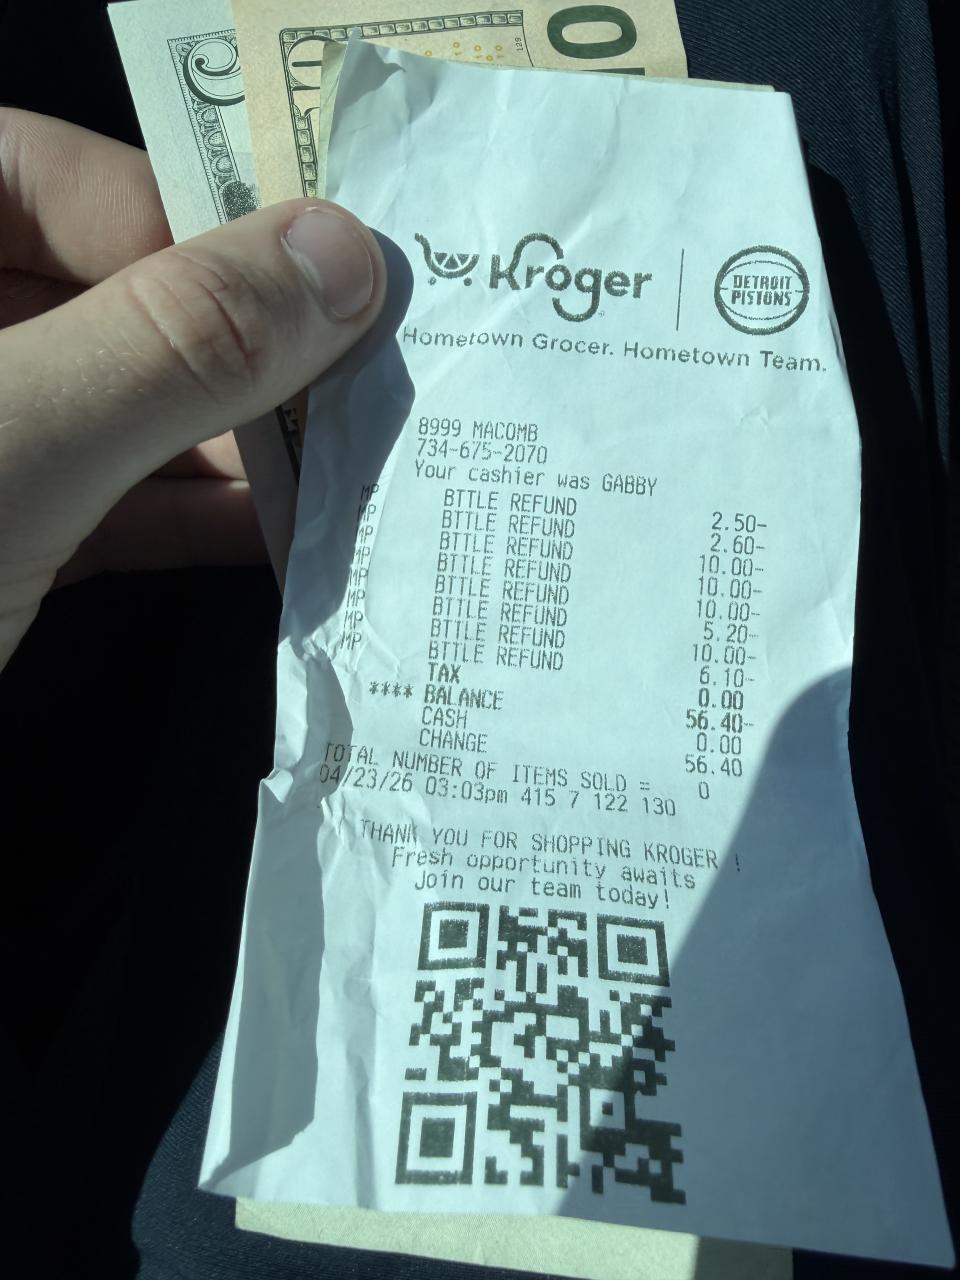 10
129
Kroger
DETROIT
PISTONS
Hometown Grocer. Hometown Team.
8999 MACOMB
734-675-2070
Your cashier was GABBY
MP BTTLE REFUND 2.50-
MP BTTLE REFUND 2.60-
MP BTTLE REFUND 10.00-
MP BTTLE REFUND 10.00-
MP BTTLE REFUND 10.00-
MP BTTLE REFUND 5.20-
MP BTTLE REFUND 10.00-
MP BTTLE REFUND 6.10-
TAX 0.00
**** BALANCE 56.40-
CASH 0.00
CHANGE 56.40
TOTAL NUMBER OF ITEMS SOLD = 0
04/23/26 03:03pm 415 7 122 130
THANK YOU FOR SHOPPING KROGER !
Fresh opportunity awaits
Join our team today!